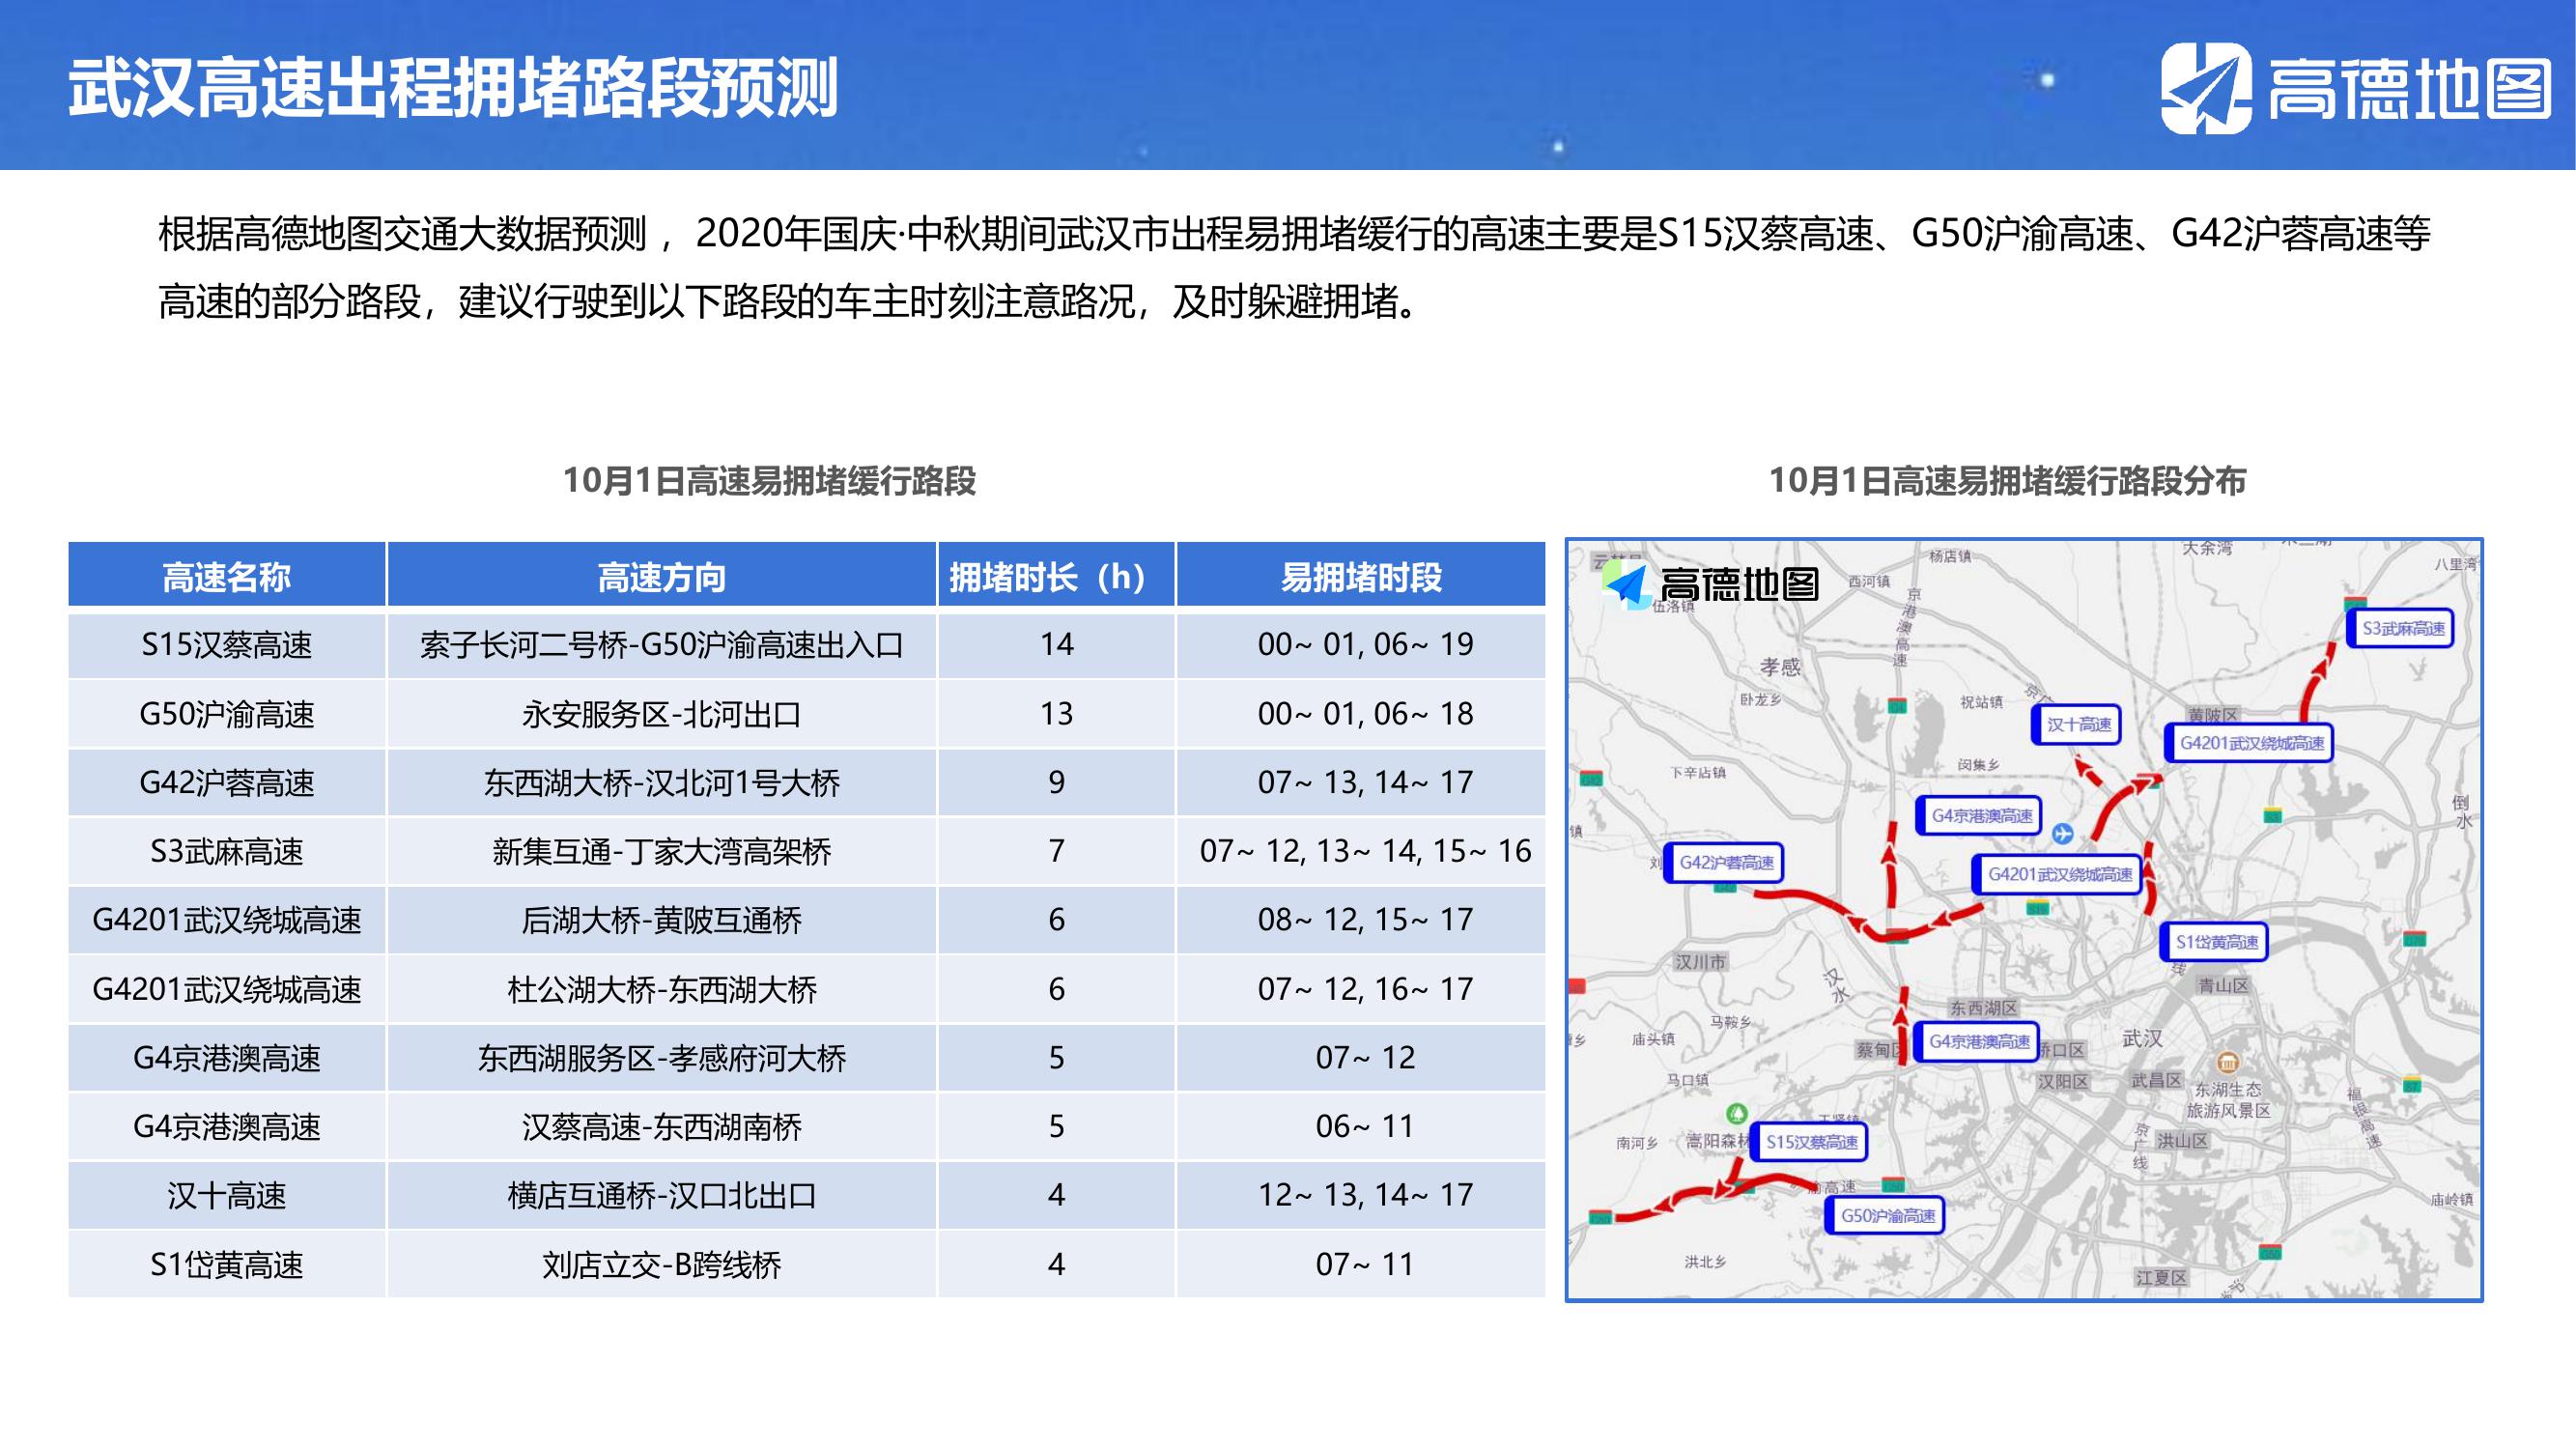 武汉高速出程拥堵路段预测
高德地图
根据高德地图交通大数据预测 ，2020年国庆·中秋期间武汉市出程易拥堵缓行的高速主要是S15汉蔡高速、G50沪渝高速、G42沪蓉高速等
高速的部分路段，建议行驶到以下路段的车主时刻注意路况，及时躲避拥堵。
10月1日高速易拥堵缓行路段
高速名称 高速方向 拥堵时长（h） 易拥堵时段
S15汉蔡高速 索子长河二号桥-G50沪渝高速出入口 14 00~ 01, 06~ 19
G50沪渝高速 永安服务区-北河出口 13 00~ 01, 06~ 18
G42沪蓉高速 东西湖大桥-汉北河1号大桥 9 07~ 13, 14~ 17
S3武麻高速 新集互通-丁家大湾高架桥 7 07~ 12, 13~ 14, 15~ 16
G4201武汉绕城高速 后湖大桥-黄陂互通桥 6 08~ 12, 15~ 17
G4201武汉绕城高速 杜公湖大桥-东西湖大桥 6 07~ 12, 16~ 17
G4京港澳高速 东西湖服务区-孝感府河大桥 5 07~ 12
G4京港澳高速 汉蔡高速-东西湖南桥 5 06~ 11
汉十高速 横店互通桥-汉口北出口 4 12~ 13, 14~ 17
S1岱黄高速 刘店立交-B跨线桥 4 07~ 11
10月1日高速易拥堵缓行路段分布
大余湾
杨店镇
八里湾
高德地图
西河镇
伍洛镇
京港澳高速
S3武麻高速
孝感
卧龙乡
祝站镇
黄陂区
汉十高速
G4201武汉绕城高速
下辛店镇
闵集乡
倒水
G4京港澳高速
镇
刘
G42沪蓉高速
G4201武汉绕城高速
S1岱黄高速
汉川市
汉水
线
青山区
东西湖区
马鞍乡
庙头镇
武汉
蔡甸区
G4京港澳高速
桥口区
马口镇
汉阳区
武昌区
东湖生态
旅游风景区
福银高速
京广线
洪山区
南河乡
嵩阳森林
S15汉蔡高速
渝高速
庙岭镇
G50沪渝高速
洪北乡
江夏区